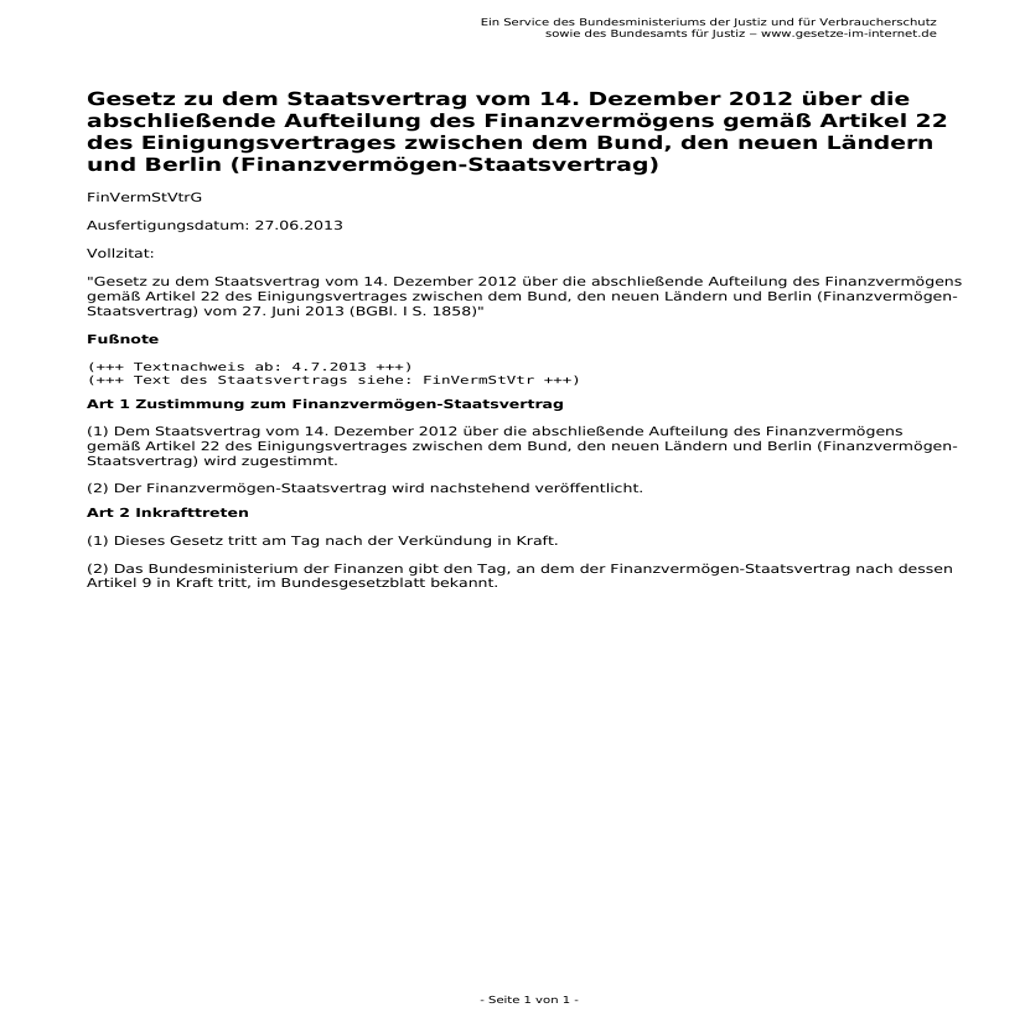 Ein Service des Bundesministeriums der Justiz und für Verbraucherschutz
sowie des Bundesamts für Justiz – www.gesetze-im-internet.de
Gesetz zu dem Staatsvertrag vom 14. Dezember 2012 über die
abschließende Aufteilung des Finanzvermögens gemäß Artikel 22
des Einigungsvertrages zwischen dem Bund, den neuen Ländern
und Berlin (Finanzvermögen-Staatsvertrag)
FinVermStVtrG
Ausfertigungsdatum: 27.06.2013
Vollzitat:
"Gesetz zu dem Staatsvertrag vom 14. Dezember 2012 über die abschließende Aufteilung des Finanzvermögens
gemäß Artikel 22 des Einigungsvertrages zwischen dem Bund, den neuen Ländern und Berlin (Finanzvermögen-
Staatsvertrag) vom 27. Juni 2013 (BGBl. I S. 1858)"
Fußnote
(+++ Textnachweis ab: 4.7.2013 +++)
(+++ Text des Staatsvertrags siehe: FinVermStVtr +++)
Art 1 Zustimmung zum Finanzvermögen-Staatsvertrag
(1) Dem Staatsvertrag vom 14. Dezember 2012 über die abschließende Aufteilung des Finanzvermögens
gemäß Artikel 22 des Einigungsvertrages zwischen dem Bund, den neuen Ländern und Berlin (Finanzvermögen-
Staatsvertrag) wird zugestimmt.
(2) Der Finanzvermögen-Staatsvertrag wird nachstehend veröffentlicht.
Art 2 Inkrafttreten
(1) Dieses Gesetz tritt am Tag nach der Verkündung in Kraft.
(2) Das Bundesministerium der Finanzen gibt den Tag, an dem der Finanzvermögen-Staatsvertrag nach dessen
Artikel 9 in Kraft tritt, im Bundesgesetzblatt bekannt.
- Seite 1 von 1 -